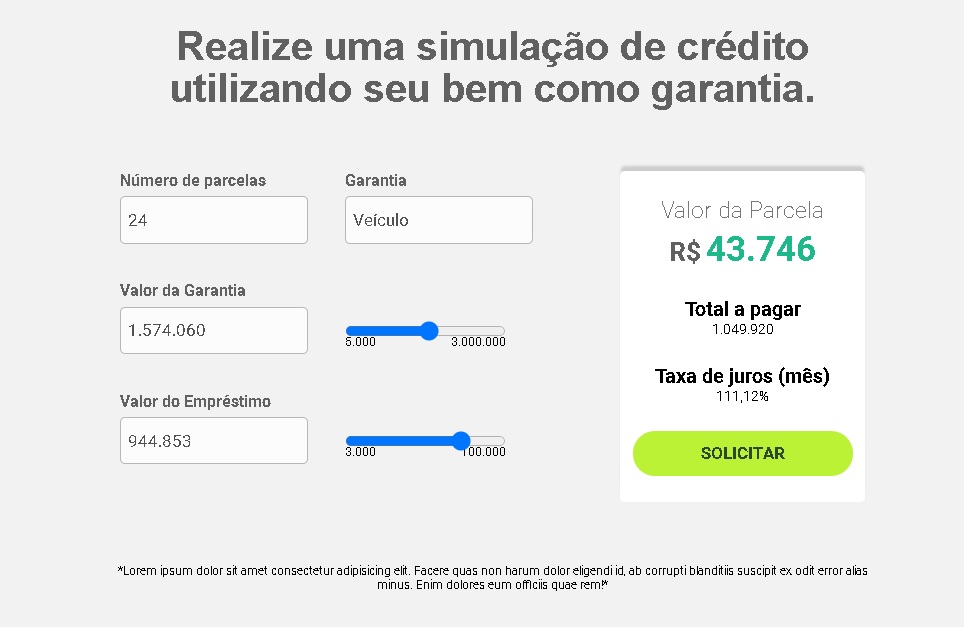 Realize uma simulação de crédito
utilizando seu bem como garantia.
Número de parcelas
24
Garantia
Veículo
Valor da Garantia
1.574.060
5.000
3.000.000
Valor do Empréstimo
944.853
3.000
100.000
Valor da Parcela
R$ 43.746
Total a pagar
1.049.920
Taxa de juros (mês)
111,12%
SOLICITAR
*Lorem ipsum dolor sit amet consectetur adipisicing elit. Facere quas non harum dolor eligendi id, ab corrupti blanditiis suscipit ex odit error alias
minus. Enim dolores eum officiis quae rem!*